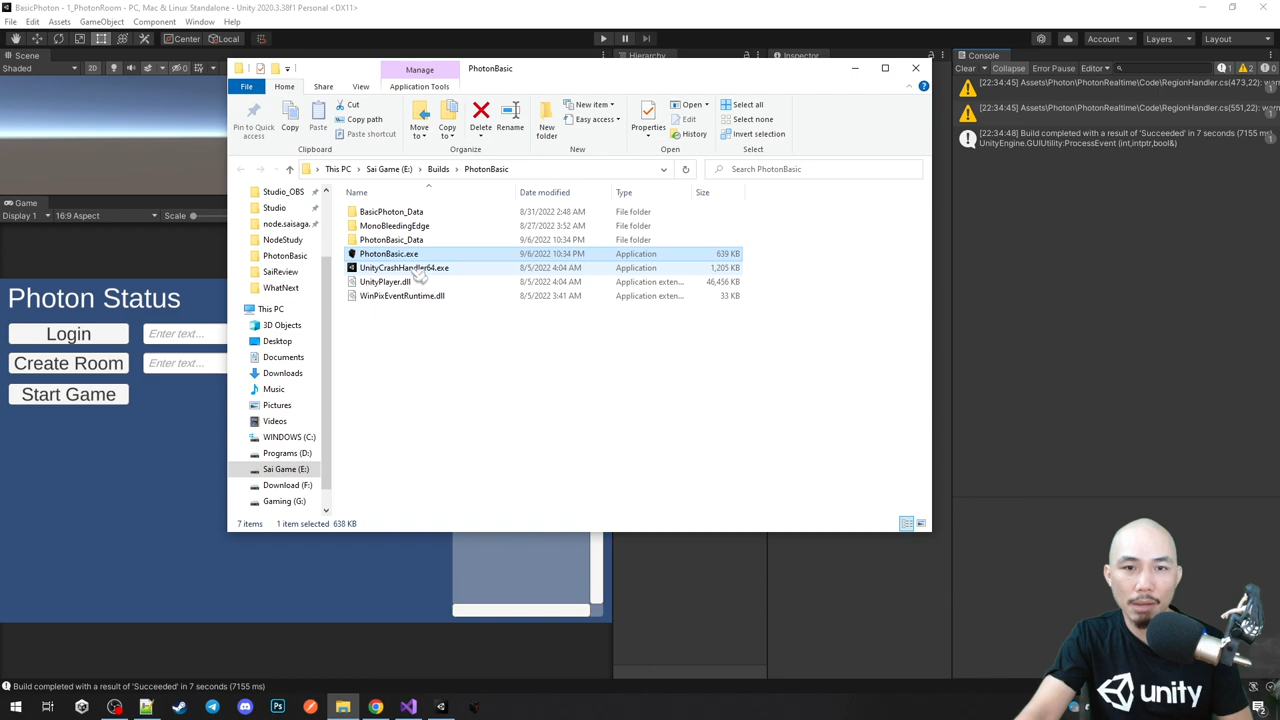 BasicPhoton - 1_PhotonRoom - PC, Mac & Linux Standalone - Unity 2020.3.38f1 Personal <DX11>
File Edit Assets GameObject Component Window Help
Center Local Account Layers Layout
Scene Hierarchy Inspector Console
Shaded 2D
Clear Collapse Error Pause Editor 1 2 0
Manage PhotonBasic
File Home Share View Application Tools
Pin to Quick access
Copy
Paste
Cut
Copy path
Paste shortcut
Move to
Copy to
Delete
Rename
New folder
New item
Easy access
Properties
Open
Edit
History
Select all
Select none
Invert selection
Clipboard Organize New Open Select
This PC Sai Game (E:) Builds PhotonBasic
Search PhotonBasic
Name Date modified Type Size
BasicPhoton_Data 8/31/2022 2:48 AM File folder
MonoBleedingEdge 8/27/2022 3:52 AM File folder
PhotonBasic_Data 9/6/2022 10:34 PM File folder
PhotonBasic.exe 9/6/2022 10:34 PM Application 639 KB
UnityCrashHandler64.exe 8/5/2022 4:04 AM Application 1,205 KB
UnityPlayer.dll 8/5/2022 4:04 AM Application exten... 46,456 KB
WinPixEventRuntime.dll 8/5/2022 3:41 AM Application exten... 33 KB
Studio_OBS
Studio
node.saisaga.
NodeStudy
PhotonBasic
SaiReview
WhatNext
This PC
3D Objects
Desktop
Documents
Downloads
Music
Pictures
Videos
WINDOWS (C:)
Programs (D:)
Sai Game (E:)
Download (F:)
Gaming (G:)
7 items 1 item selected 638 KB
Game
Display 1 16:9 Aspect Scale
Photon Status
Login Enter text...
Create Room Enter text...
Start Game
[22:34:45] Assets\Photon\PhotonRealtime\Code\RegionHandler.cs(473,22): warn
1
[22:34:45] Assets\Photon\PhotonRealtime\Code\RegionHandler.cs(551,22): warn
1
[22:34:48] Build completed with a result of 'Succeeded' in 7 seconds (7155 ms)
UnityEngine.GUIUtility:ProcessEvent (int,intptr,bool&)
1
Build completed with a result of 'Succeeded' in 7 seconds (7155 ms)
unity